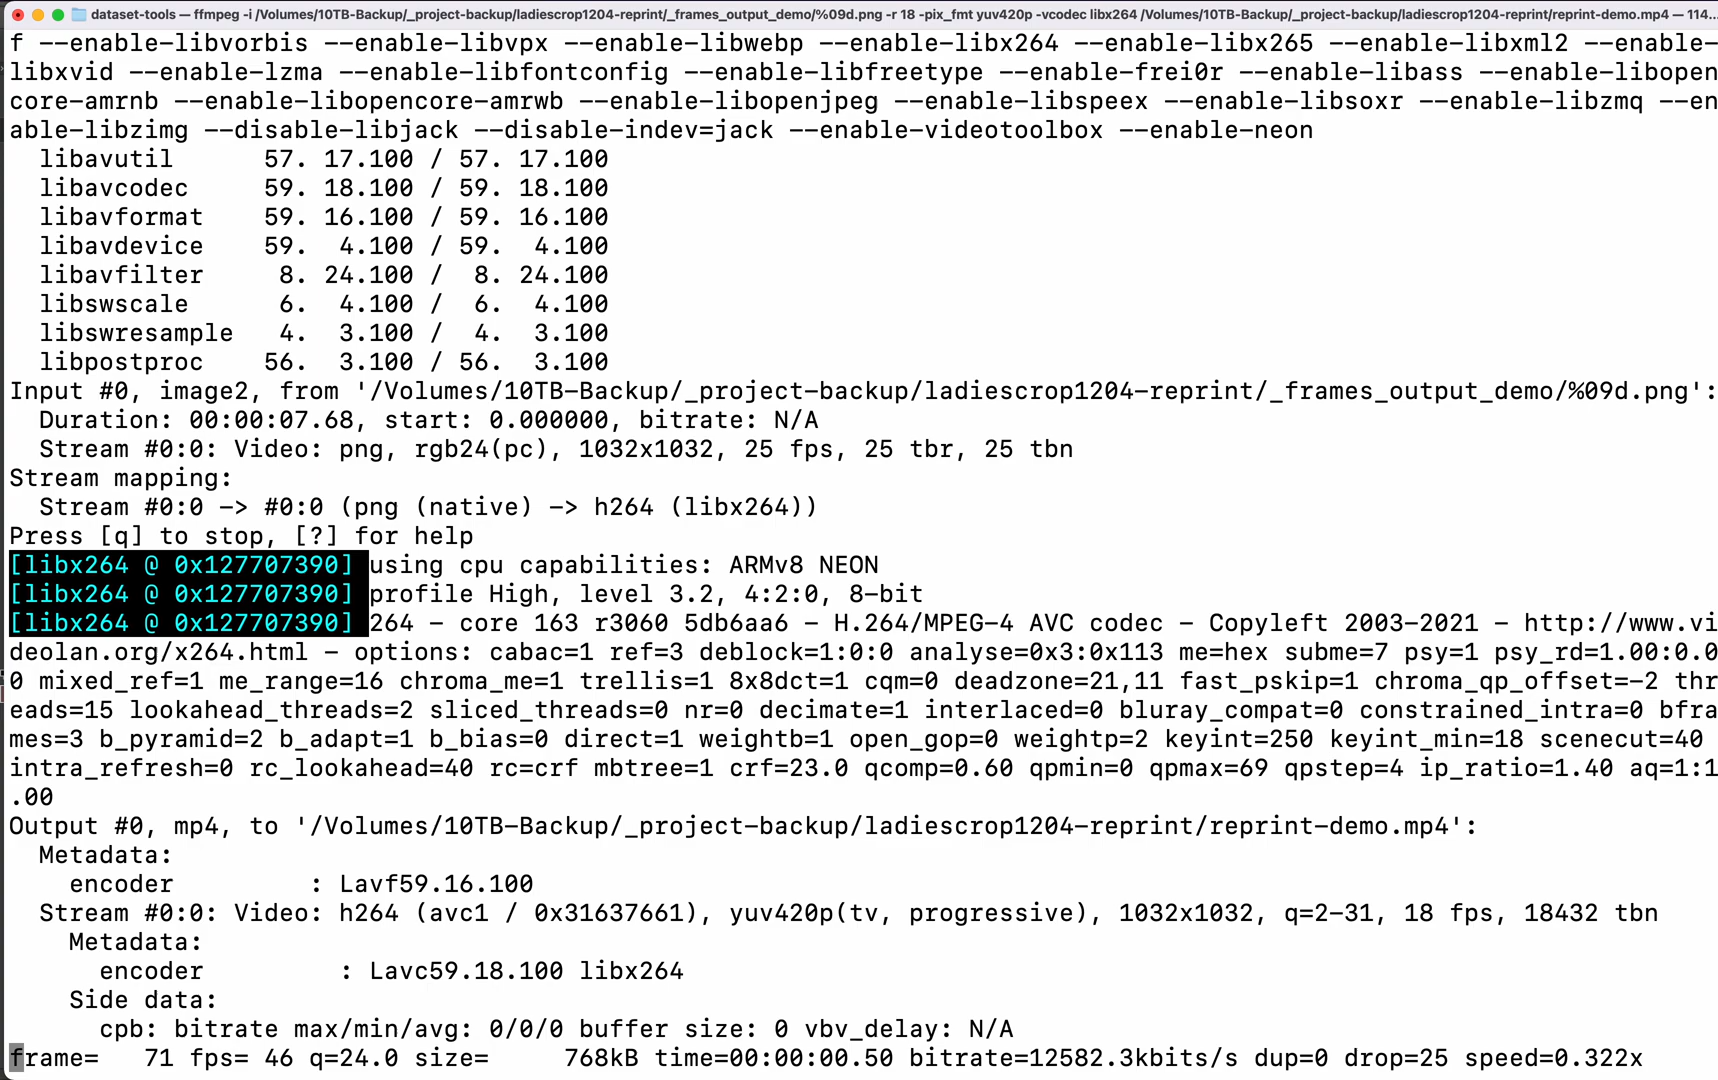 dataset-tools — ffmpeg -i /Volumes/10TB-Backup/_project-backup/ladiescrop1204-reprint/_frames_output_demo/%09d.png -r 18 -pix_fmt yuv420p -vcodec libx264 /Volumes/10TB-Backup/_project-backup/ladiescrop1204-reprint/reprint-demo.mp4 — 114...
f --enable-libvorbis --enable-libvpx --enable-libwebp --enable-libx264 --enable-libx265 --enable-libxml2 --enable-
libxvid --enable-lzma --enable-libfontconfig --enable-libfreetype --enable-frei0r --enable-libass --enable-libopen
core-amrnb --enable-libopencore-amrwb --enable-libopenjpeg --enable-libspeex --enable-libsoxr --enable-libzmq --en
able-libzimg --disable-libjack --disable-indev=jack --enable-videotoolbox --enable-neon
libavutil      57. 17.100 / 57. 17.100
libavcodec     59. 18.100 / 59. 18.100
libavformat    59. 16.100 / 59. 16.100
libavdevice    59.  4.100 / 59.  4.100
libavfilter     8. 24.100 /  8. 24.100
libswscale      6.  4.100 /  6.  4.100
libswresample   4.  3.100 /  4.  3.100
libpostproc    56.  3.100 / 56.  3.100
Input #0, image2, from '/Volumes/10TB-Backup/_project-backup/ladiescrop1204-reprint/_frames_output_demo/%09d.png':
Duration: 00:00:07.68, start: 0.000000, bitrate: N/A
Stream #0:0: Video: png, rgb24(pc), 1032x1032, 25 fps, 25 tbr, 25 tbn
Stream mapping:
Stream #0:0 -> #0:0 (png (native) -> h264 (libx264))
Press [q] to stop, [?] for help
[libx264 @ 0x127707390] using cpu capabilities: ARMv8 NEON
[libx264 @ 0x127707390] profile High, level 3.2, 4:2:0, 8-bit
[libx264 @ 0x127707390] 264 - core 163 r3060 5db6aa6 - H.264/MPEG-4 AVC codec - Copyleft 2003-2021 - http://www.vi
deolan.org/x264.html - options: cabac=1 ref=3 deblock=1:0:0 analyse=0x3:0x113 me=hex subme=7 psy=1 psy_rd=1.00:0.0
0 mixed_ref=1 me_range=16 chroma_me=1 trellis=1 8x8dct=1 cqm=0 deadzone=21,11 fast_pskip=1 chroma_qp_offset=-2 thr
eads=15 lookahead_threads=2 sliced_threads=0 nr=0 decimate=1 interlaced=0 bluray_compat=0 constrained_intra=0 bfra
mes=3 b_pyramid=2 b_adapt=1 b_bias=0 direct=1 weightb=1 open_gop=0 weightp=2 keyint=250 keyint_min=18 scenecut=40
intra_refresh=0 rc_lookahead=40 rc=crf mbtree=1 crf=23.0 qcomp=0.60 qpmin=0 qpmax=69 qpstep=4 ip_ratio=1.40 aq=1:1
.00
Output #0, mp4, to '/Volumes/10TB-Backup/_project-backup/ladiescrop1204-reprint/reprint-demo.mp4':
Metadata:
encoder         : Lavf59.16.100
Stream #0:0: Video: h264 (avc1 / 0x31637661), yuv420p(tv, progressive), 1032x1032, q=2-31, 18 fps, 18432 tbn
Metadata:
encoder         : Lavc59.18.100 libx264
Side data:
cpb: bitrate max/min/avg: 0/0/0 buffer size: 0 vbv_delay: N/A
frame=   71 fps= 46 q=24.0 size=     768kB time=00:00:00.50 bitrate=12582.3kbits/s dup=0 drop=25 speed=0.322x